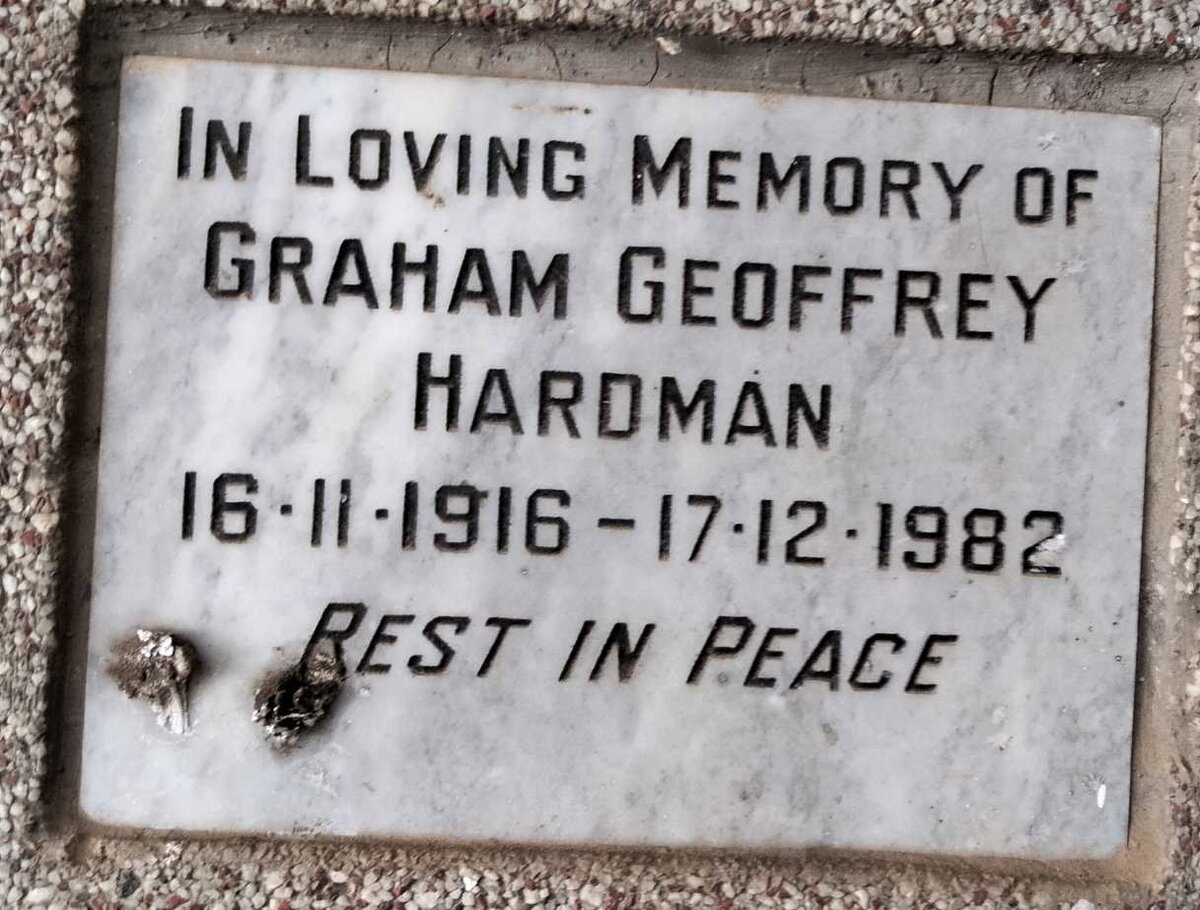 IN LOVING MEMORY OF
GRAHAM GEOFFREY
HARDMAN
16·11·1916 – 17·12·1982
REST IN PEACE